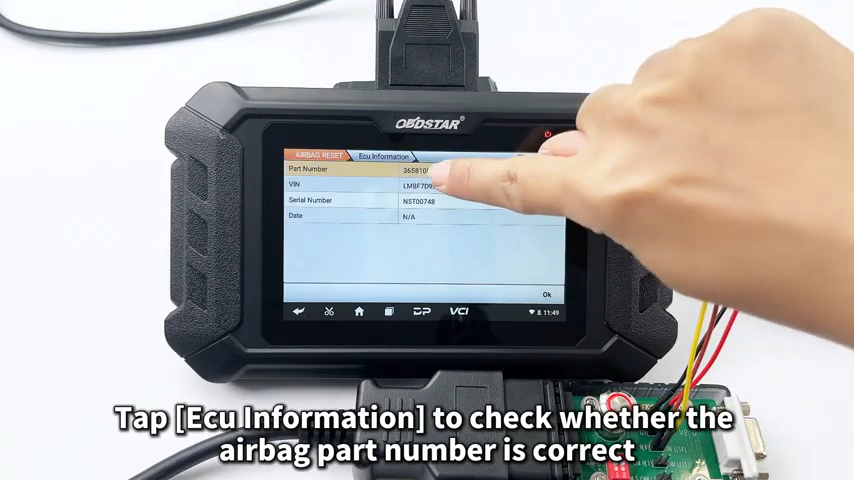 OBDSTAR®
AIRBAG RESET
Ecu Information
Part Number
VIN
Serial Number N5T00748
Date N/A
Ok
DP VCI 11:49
Tap [Ecu Information] to check whether the
airbag part number is correct